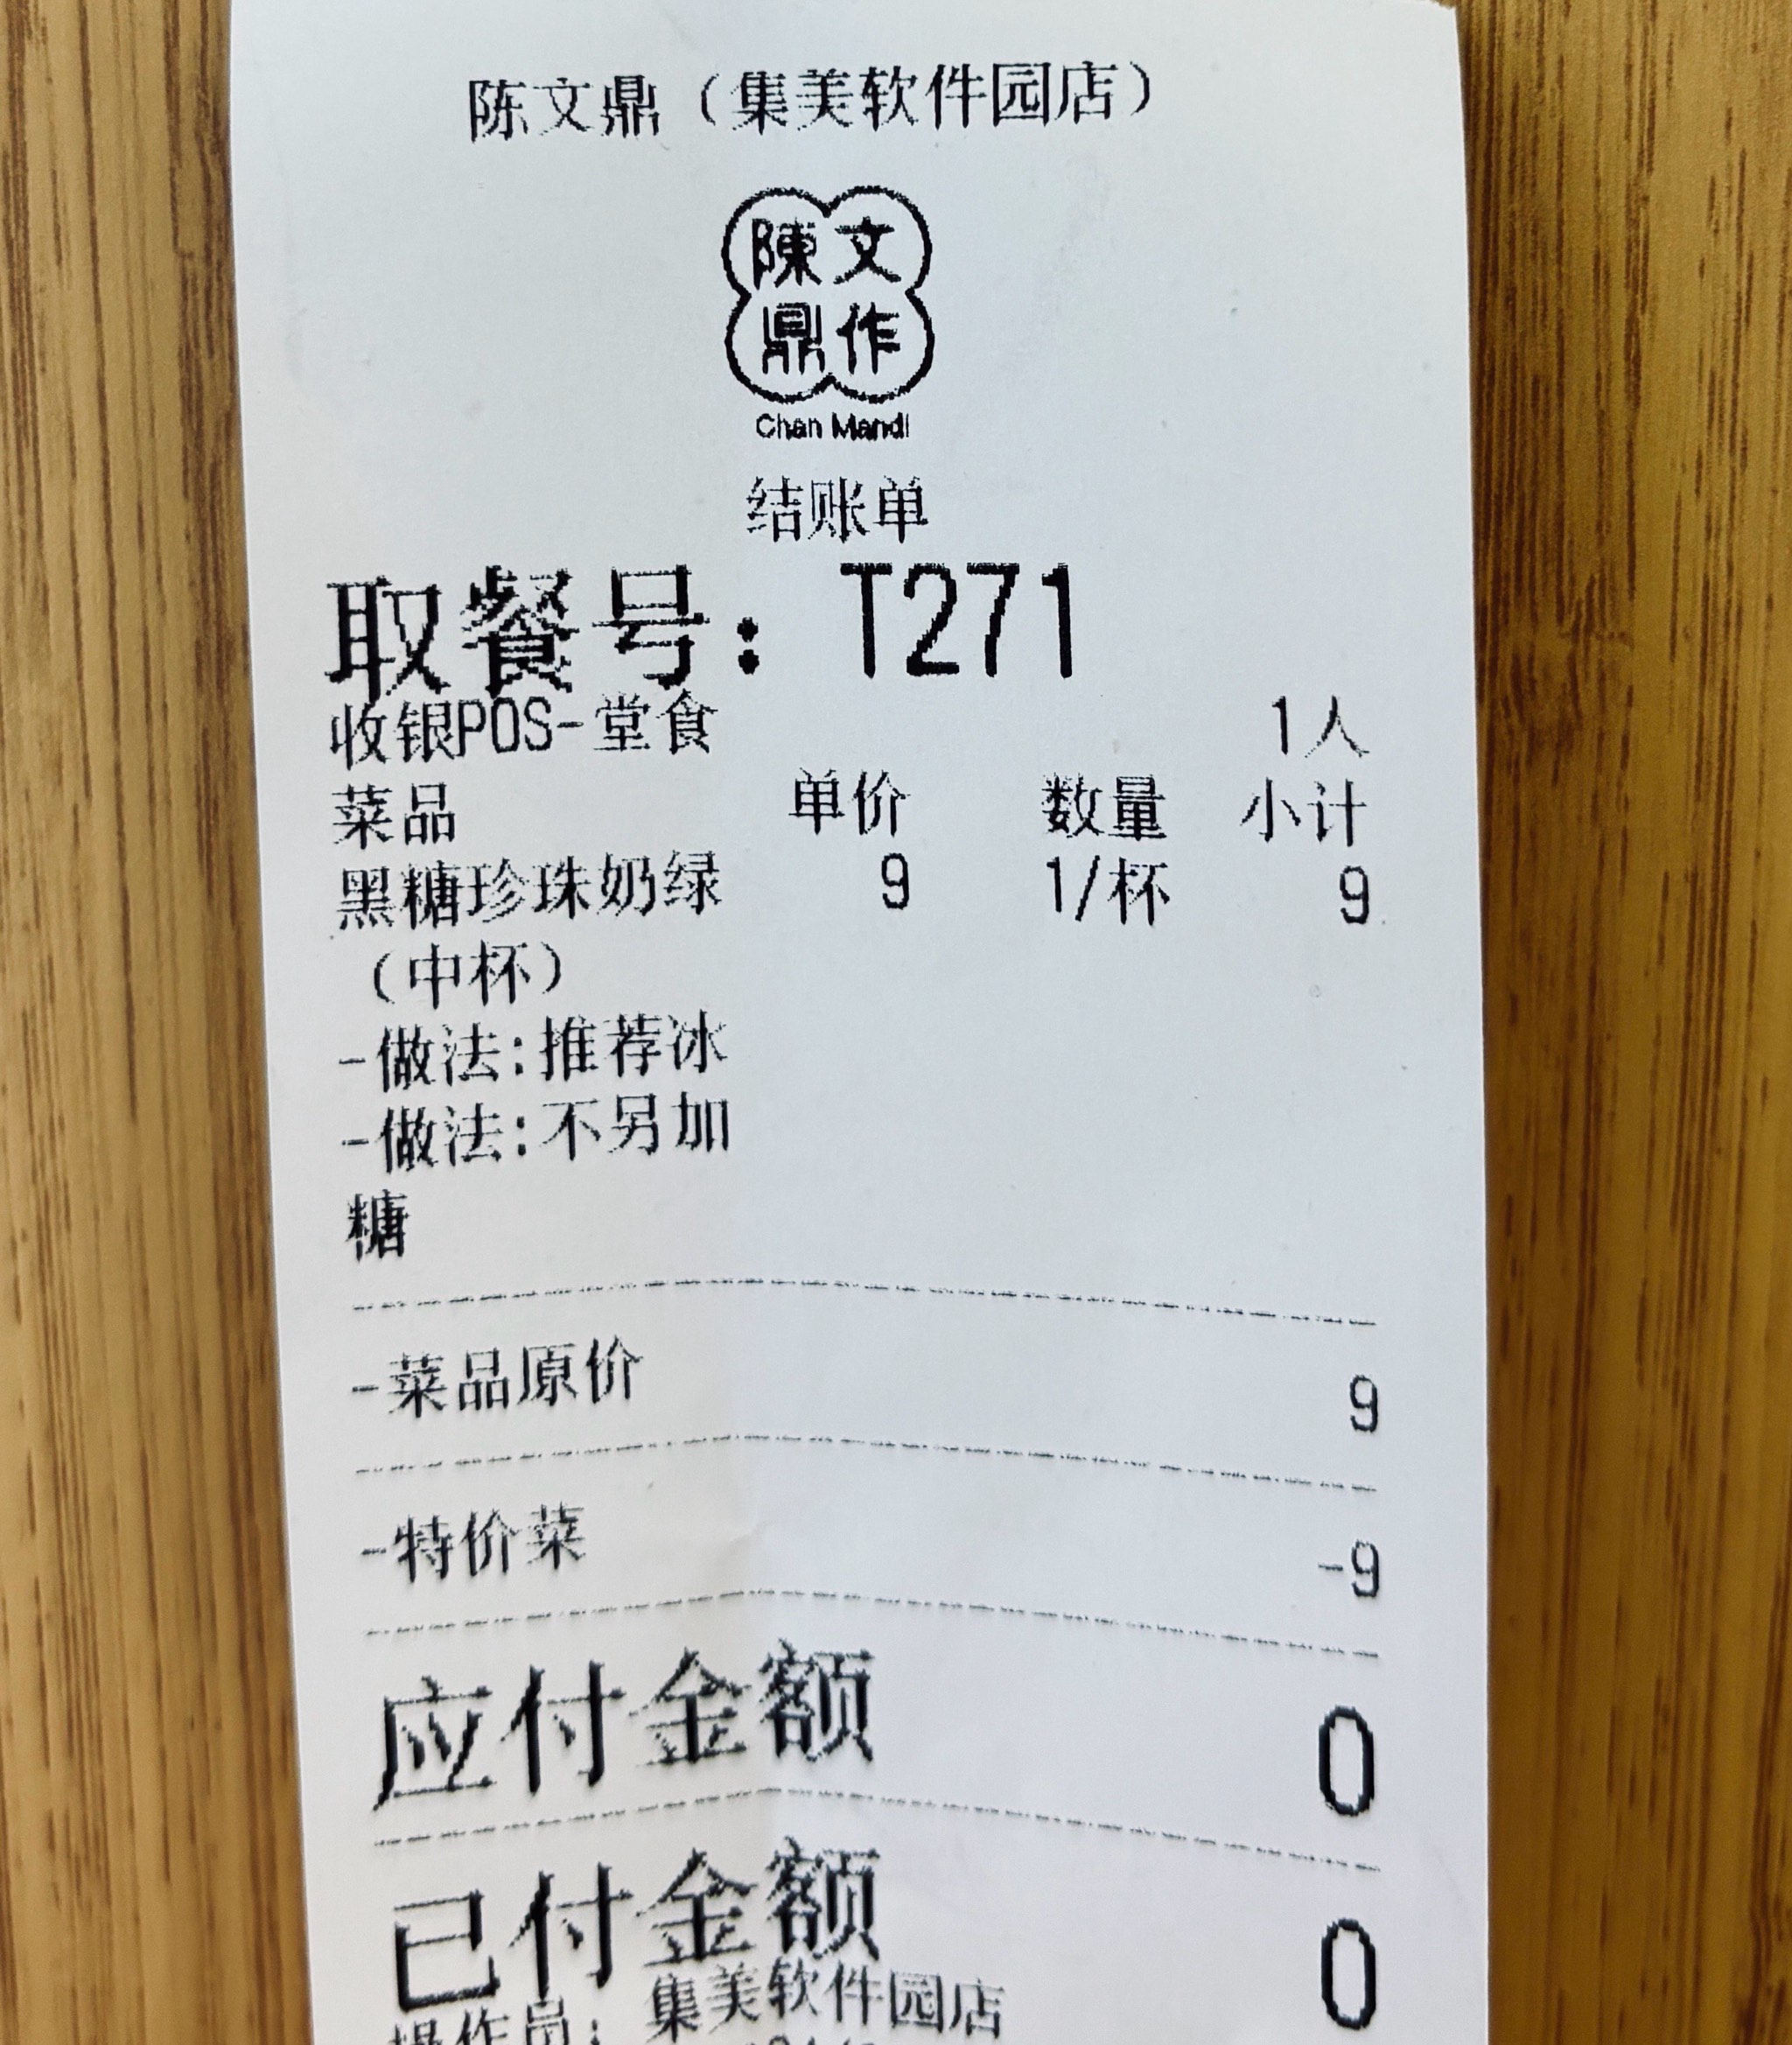 陈文鼎（集美软件园店）
陳文
鼎作
Chan Mandi
结账单
取餐号：T271
收银POS-堂食 1人
菜品 单价 数量 小计
黑糖珍珠奶绿 9 1/杯 9
（中杯）
-做法:推荐冰
-做法:不另加
糖
-菜品原价 9
-特价菜 -9
应付金额 0
已付金额 0
操作员： 集美软件园店